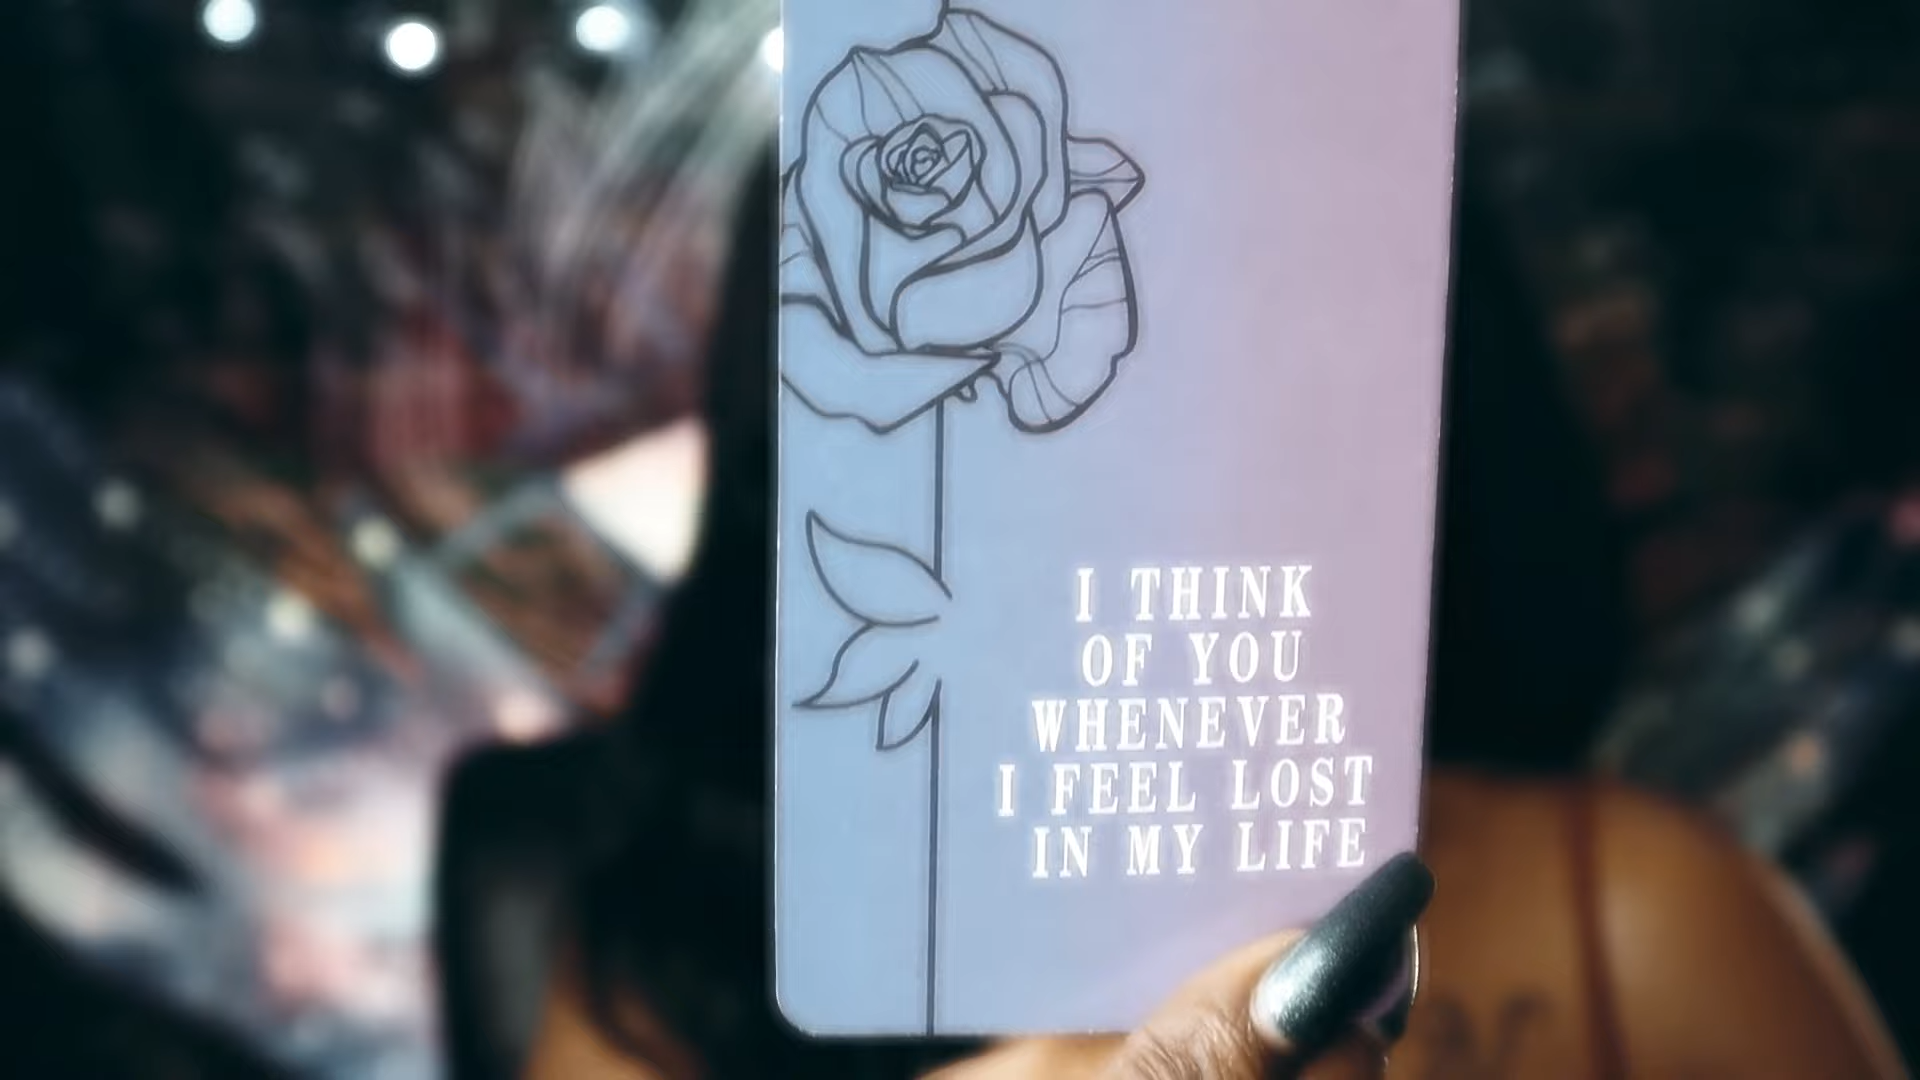 I THINK
OF YOU
WHENEVER
I FEEL LOST
IN MY LIFE